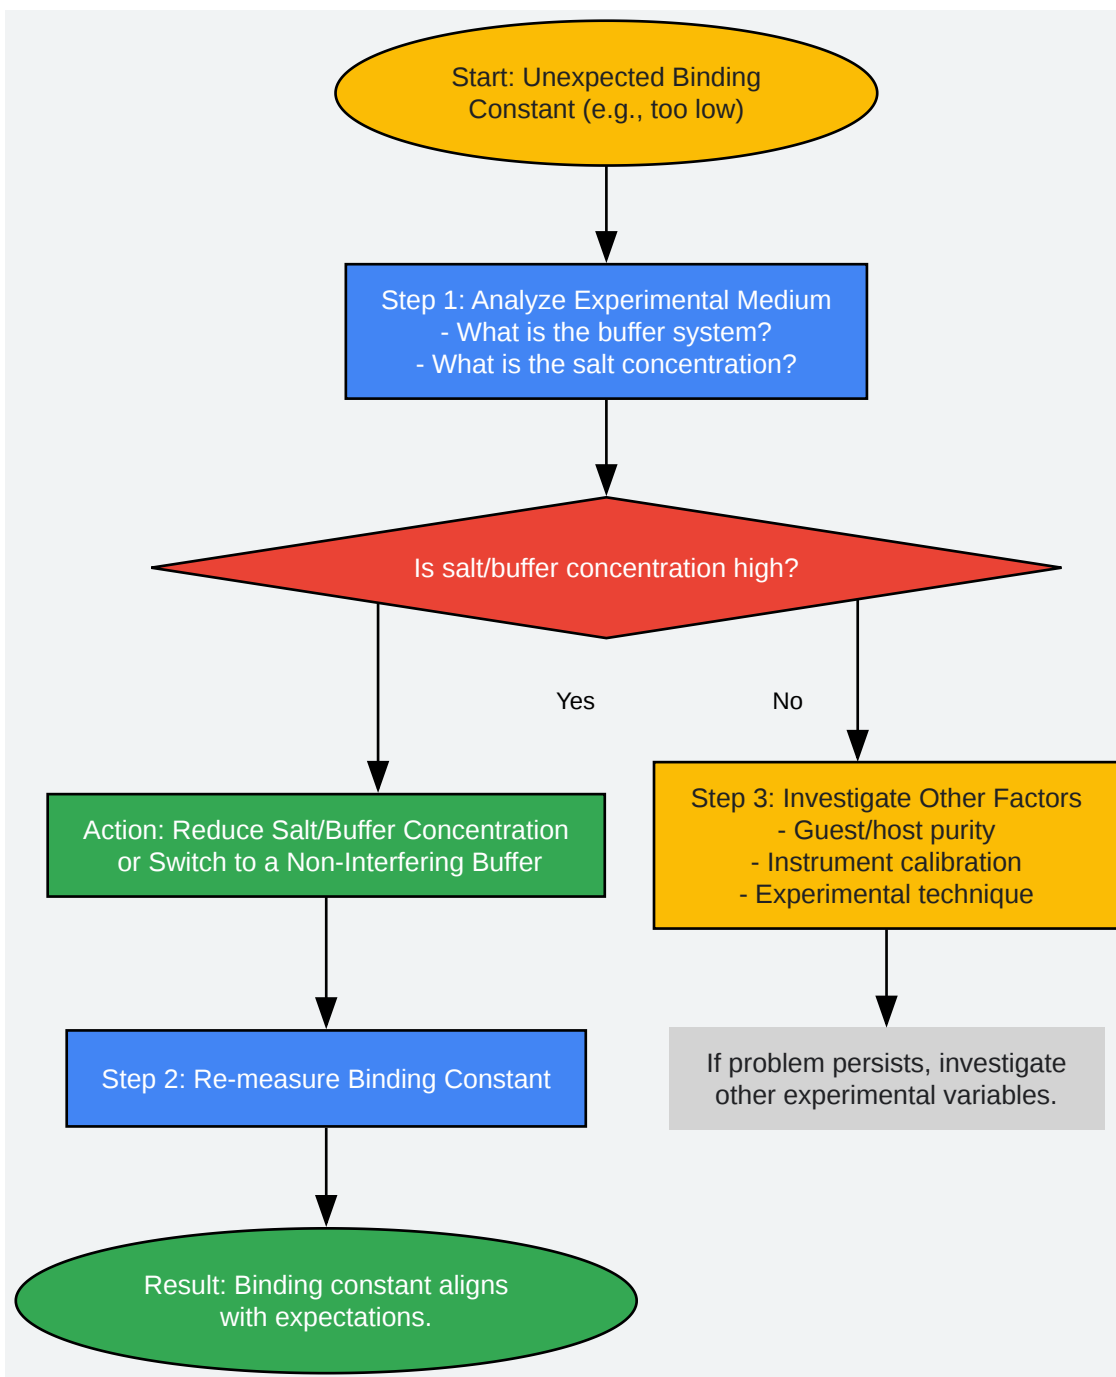 Start: Unexpected Binding
Constant (e.g., too low)
Step 1: Analyze Experimental Medium
- What is the buffer system?
- What is the salt concentration?
Is salt/buffer concentration high?
Yes
No
Action: Reduce Salt/Buffer Concentration
or Switch to a Non-Interfering Buffer
Step 3: Investigate Other Factors
- Guest/host purity
- Instrument calibration
- Experimental technique
Step 2: Re-measure Binding Constant
If problem persists, investigate
other experimental variables.
Result: Binding constant aligns
with expectations.